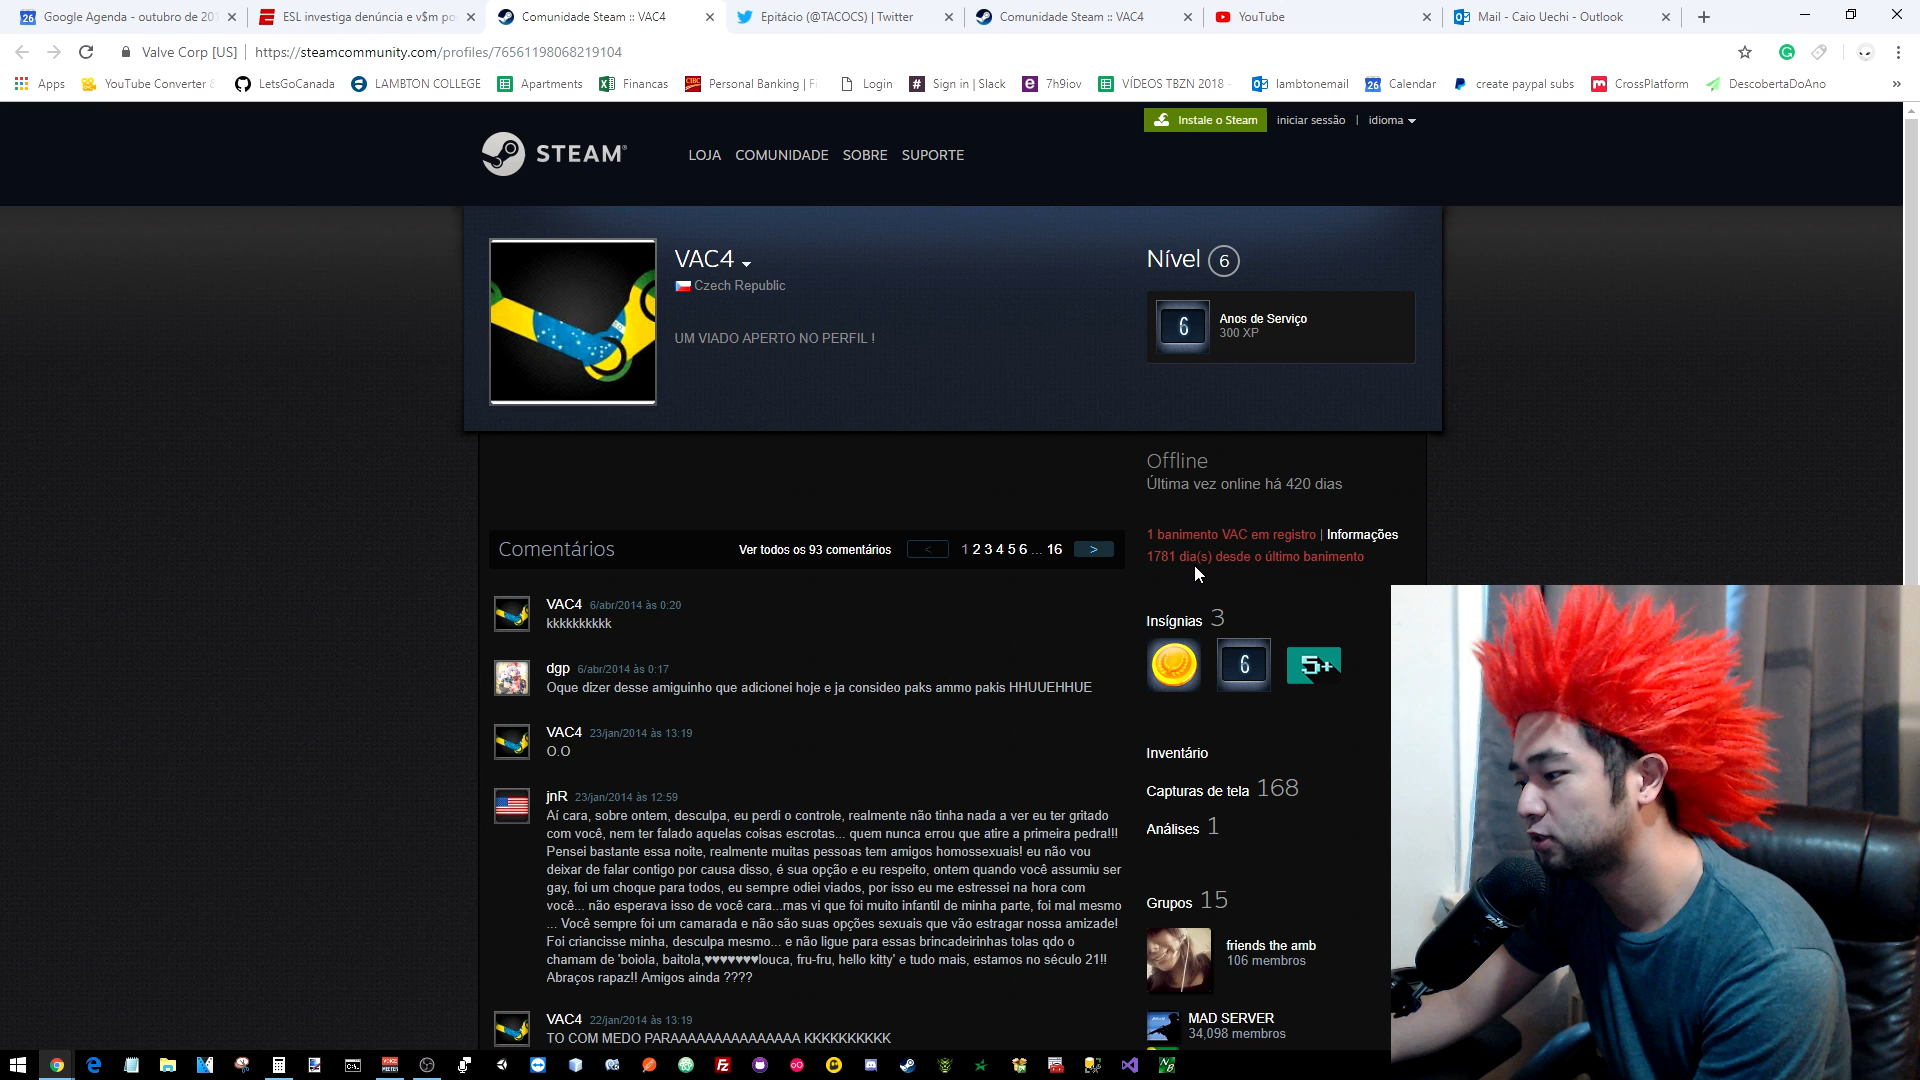 Google Agenda - outubro de 201
ESL investiga denúncia e v$m po
Comunidade Steam :: VAC4
Epitácio (@TACOCS) | Twitter
Comunidade Steam :: VAC4
YouTube
Mail - Caio Uechi - Outlook
Valve Corp [US] | https://steamcommunity.com/profiles/76561198068219104
Apps
YouTube Converter &
LetsGoCanada
LAMBTON COLLEGE
Apartments
Financas
Personal Banking | Fi
Login
Sign in | Slack
7h9iov
VÍDEOS TBZN 2018 -
lambtonemail
Calendar
create paypal subs
CrossPlatform
DescobertaDoAno
Instale o Steam
iniciar sessão | idioma
STEAM
LOJA COMUNIDADE SOBRE SUPORTE
VAC4
Czech Republic
UM VIADO APERTO NO PERFIL !
Nível 6
6
Anos de Serviço
300 XP
Offline
Última vez online há 420 dias
1 banimento VAC em registro | Informações
1781 dia(s) desde o último banimento
Comentários
Ver todos os 93 comentários
< 1 2 3 4 5 6 ... 16 >
VAC4 6/abr/2014 às 0:20
kkkkkkkkkk
dgp 6/abr/2014 às 0:17
Oque dizer desse amiguinho que adicionei hoje e ja consideo paks ammo pakis HHUUEHHUE
VAC4 23/jan/2014 às 13:19
O.O
jnR 23/jan/2014 às 12:59
Aí cara, sobre ontem, desculpa, eu perdi o controle, realmente não tinha nada a ver eu ter gritado
com você, nem ter falado aquelas coisas escrotas... quem nunca errou que atire a primeira pedra!!!
Pensei bastante essa noite, realmente muitas pessoas tem amigos homossexuais! eu não vou
deixar de falar contigo por causa disso, é sua opção e eu respeito, ontem quando você assumiu ser
gay, foi um choque para todos, eu sempre odiei viados, por isso eu me estressei na hora com
você... não esperava isso de você cara...mas vi que foi muito infantil de minha parte, foi mal mesmo
... Você sempre foi um camarada e não são suas opções sexuais que vão estragar nossa amizade!
Foi criancisse minha, desculpa mesmo... e não ligue para essas brincadeirinhas tolas qdo o
chamam de 'boiola, baitola,♥♥♥♥♥♥♥louca, fru-fru, hello kitty' e tudo mais, estamos no século 21!!
Abraços rapaz!! Amigos ainda ????
VAC4 22/jan/2014 às 13:19
TO COM MEDO PARAAAAAAAAAAAAAAA KKKKKKKKKK
Insígnias 3
6
5+
Inventário
Capturas de tela 168
Análises 1
Grupos 15
friends the amb
106 membros
MAD SERVER
34,098 membros